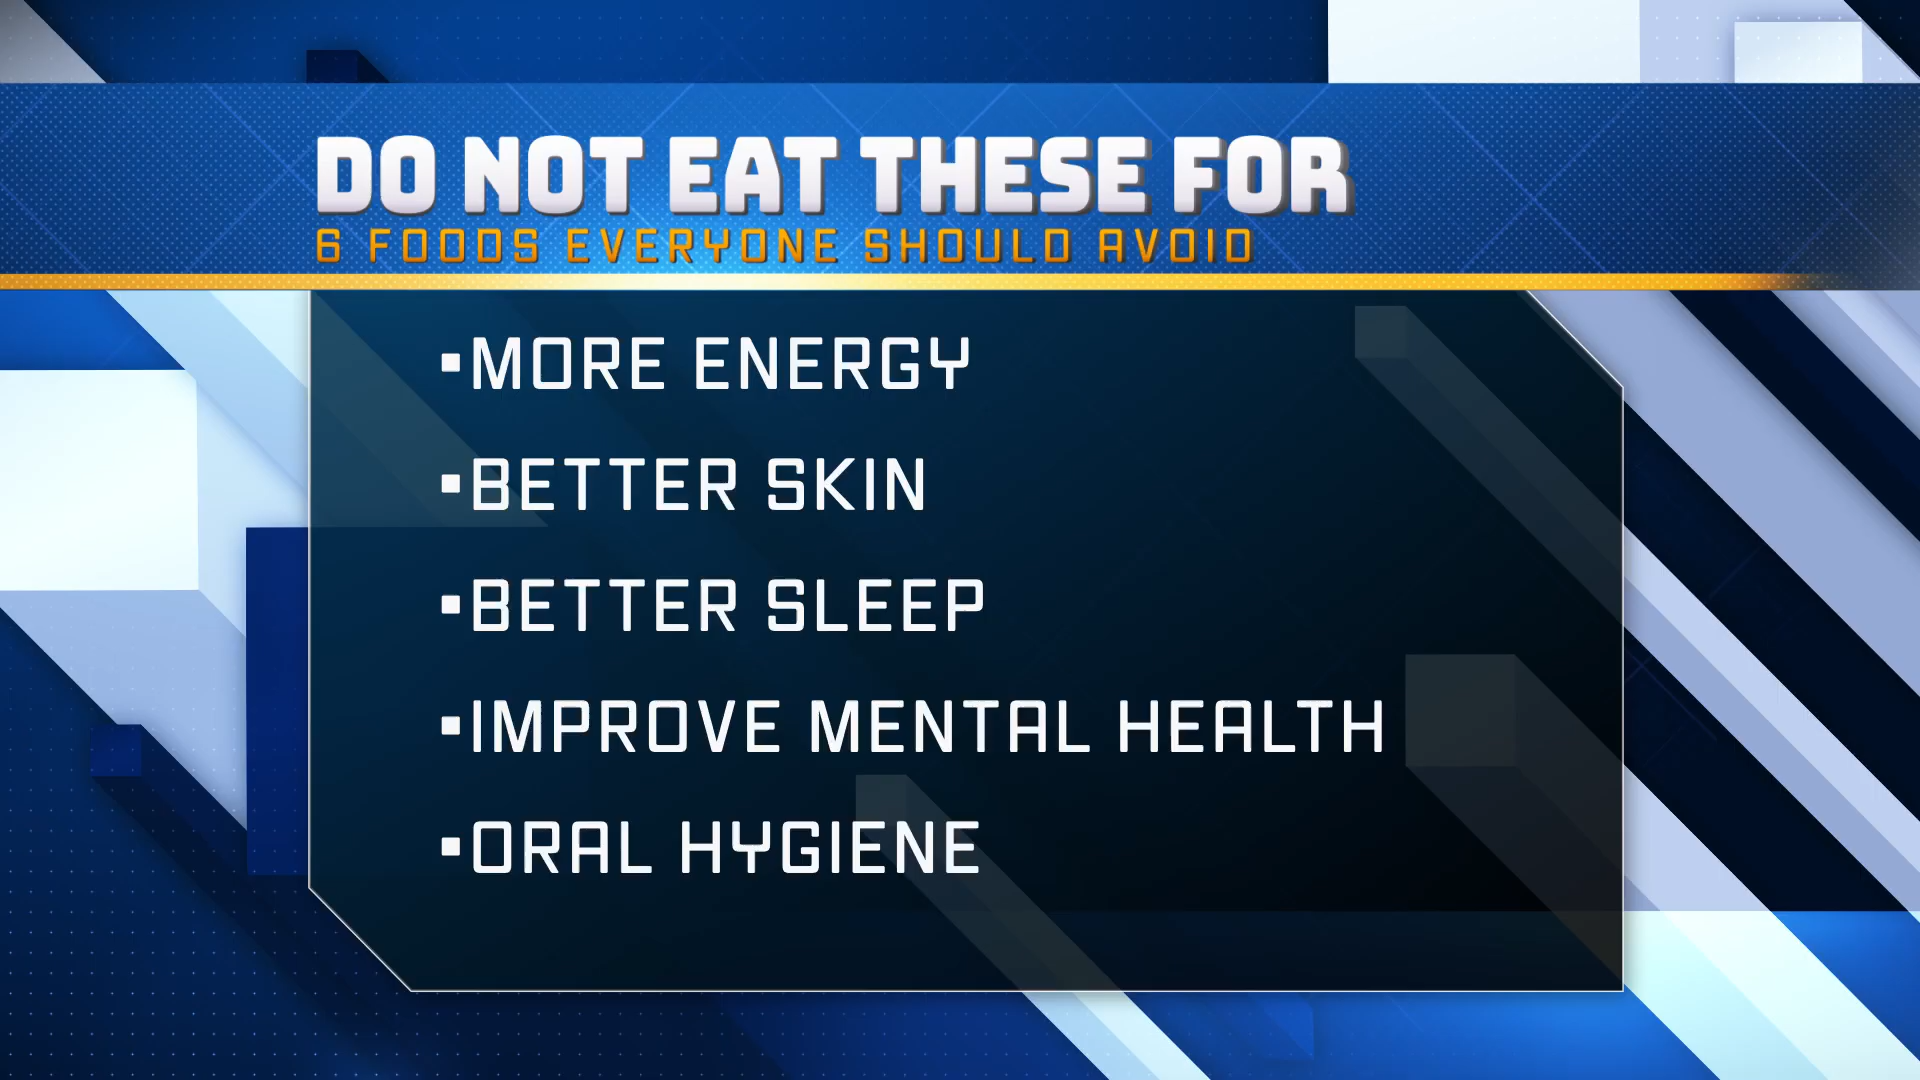 DO NOT EAT THESE FOR
6 FOODS EVERYONE SHOULD AVOID
▪MORE ENERGY
▪BETTER SKIN
▪BETTER SLEEP
▪IMPROVE MENTAL HEALTH
▪ORAL HYGIENE